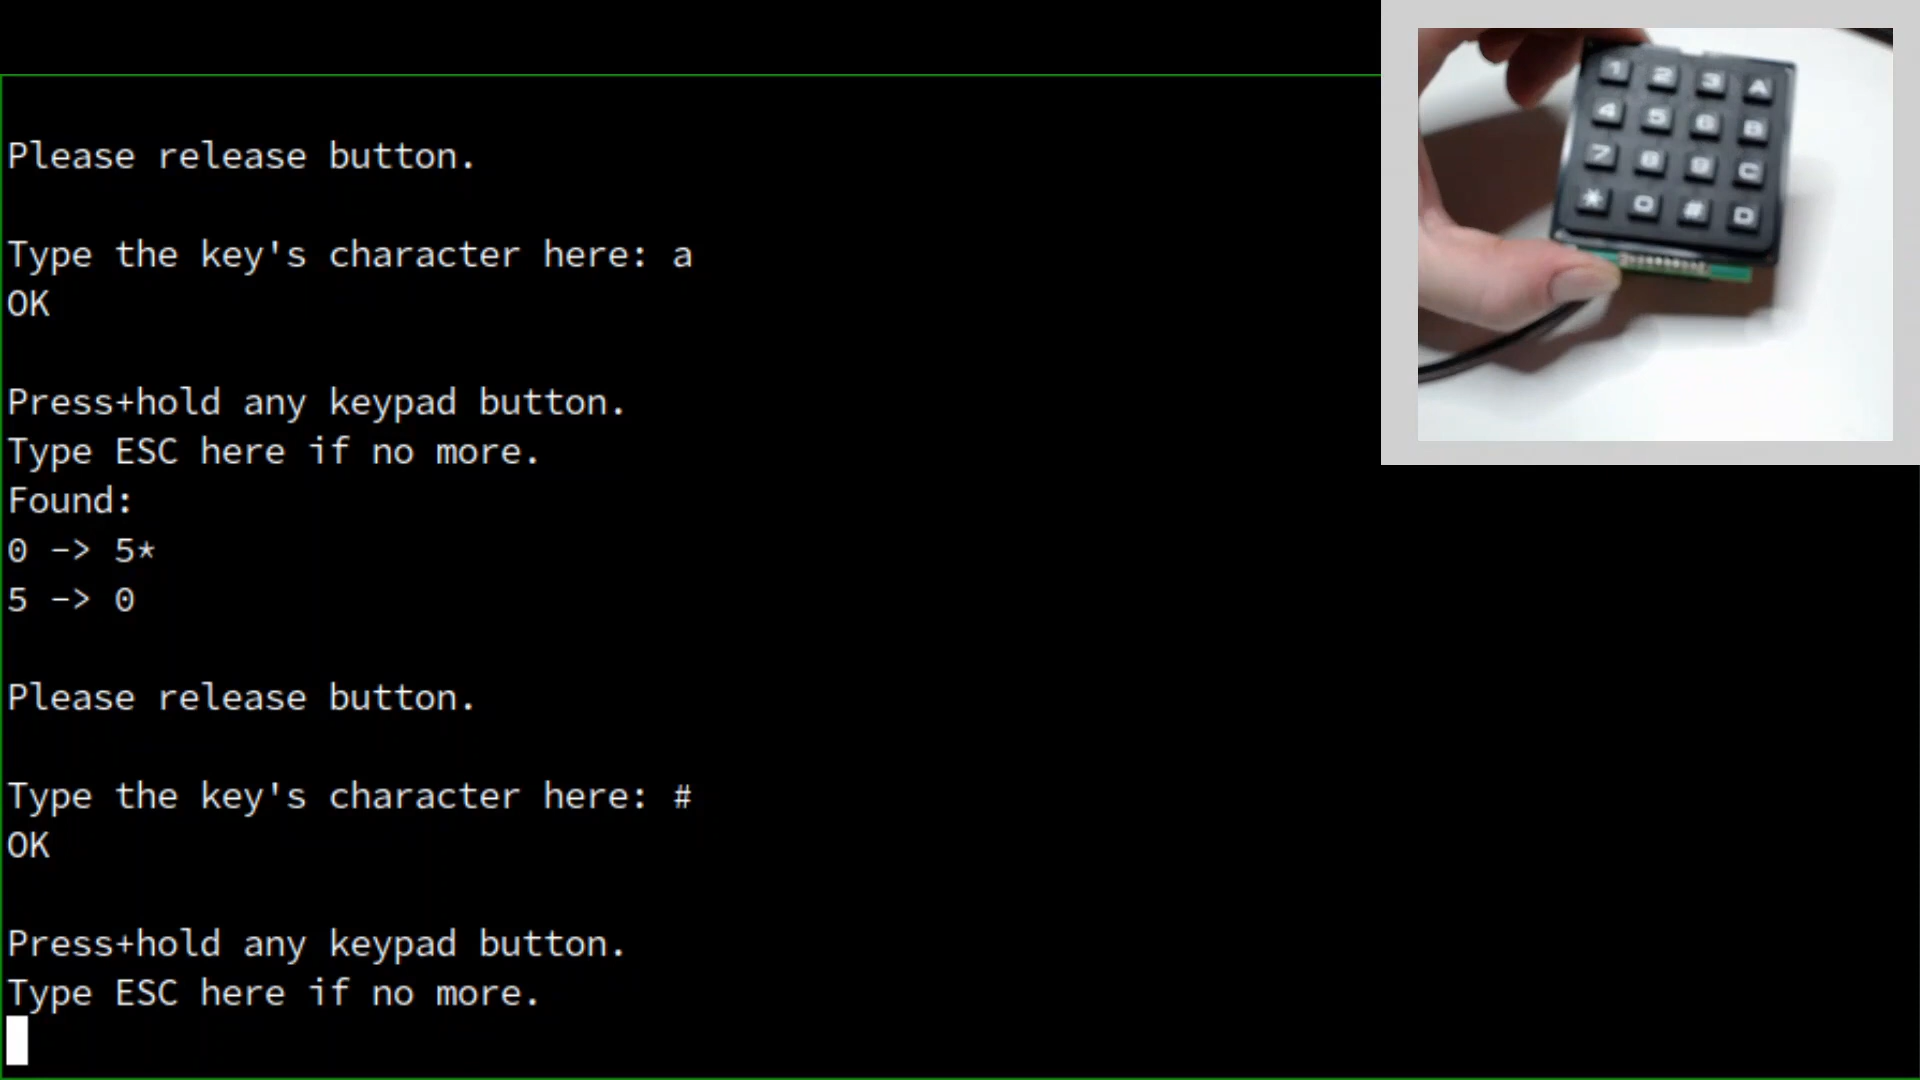 Please release button.
Type the key's character here: a
OK
Press+hold any keypad button.
Type ESC here if no more.
Found:
0 -> 5*
5 -> 0
Please release button.
Type the key's character here: #
OK
Press+hold any keypad button.
Type ESC here if no more.
1 2 3 A
4 5 6 B
7 8 9 C
* 0 # D